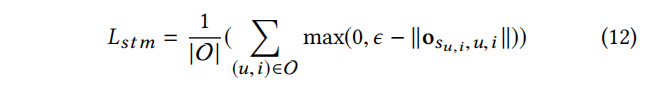 L_{stm} = \frac{1}{|O|} ( \sum_{(u,i) \in O} \max(0, \epsilon - \|\mathbf{o}_{s_{u,i},u,i}\|)) (12)